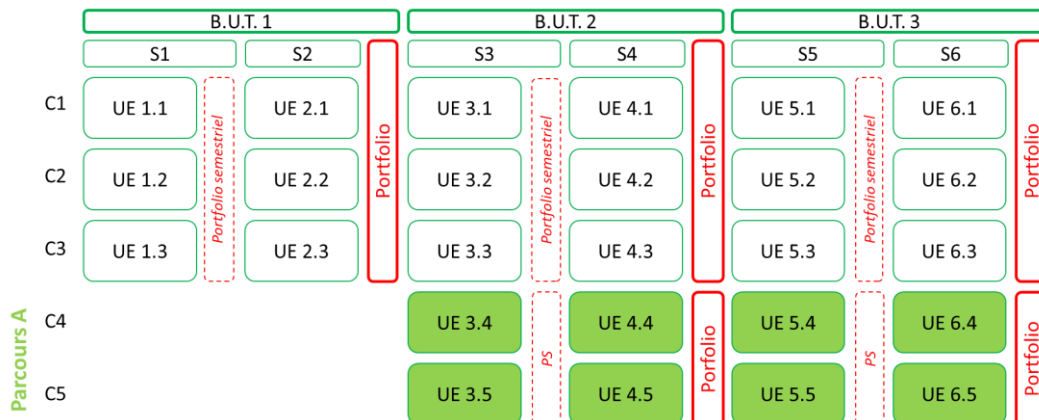 B.U.T. 1
B.U.T. 2
B.U.T. 3
S1
S2
S3
S4
S5
S6
C1
UE 1.1
UE 2.1
UE 3.1
UE 4.1
UE 5.1
UE 6.1
C2
UE 1.2
UE 2.2
UE 3.2
UE 4.2
UE 5.2
UE 6.2
C3
UE 1.3
UE 2.3
UE 3.3
UE 4.3
UE 5.3
UE 6.3
Portfolio semestriel
Portfolio
Portfolio semestriel
Portfolio
Portfolio semestriel
Portfolio
Parcours A
C4
UE 3.4
UE 4.4
UE 5.4
UE 6.4
C5
UE 3.5
UE 4.5
UE 5.5
UE 6.5
PS
Portfolio
PS
Portfolio